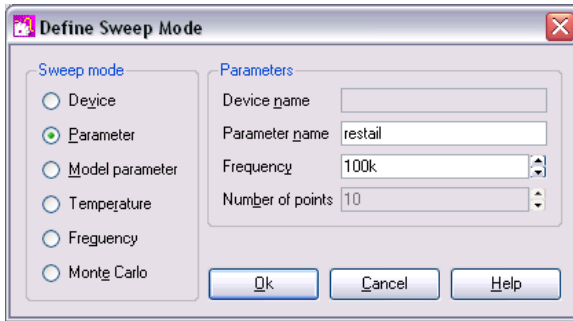 Define Sweep Mode
Sweep mode
Device
Parameter
Model parameter
Temperature
Freguency
Monte Carlo
Parameters
Device name
Parameter name restail
Frequency 100k
Number of points 10
Ok Cancel Help